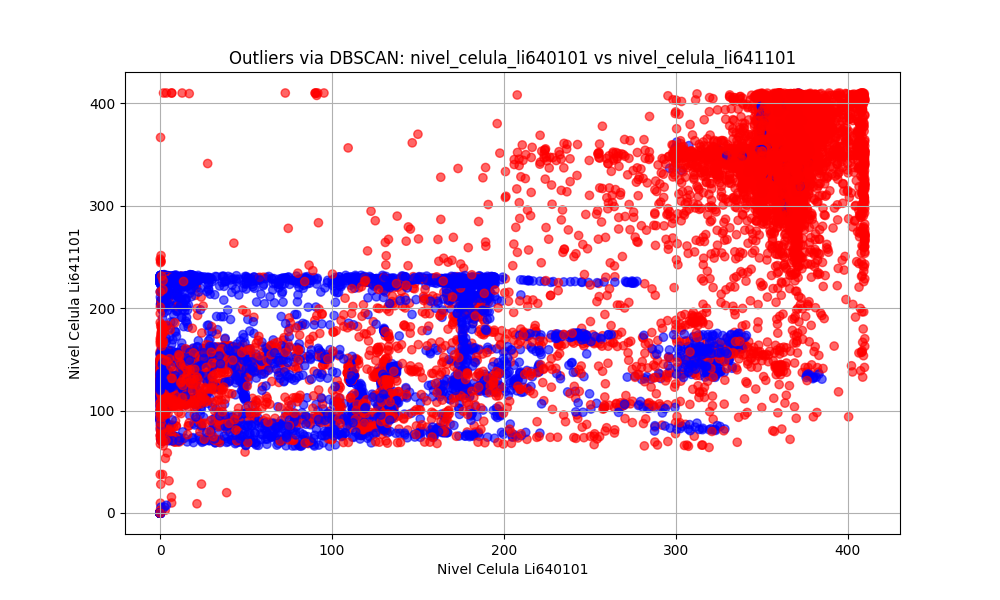 Outliers via DBSCAN: nivel_celula_li640101 vs nivel_celula_li641101
Nivel Celula Li641101
400
300
200
100
0
0 100 200 300 400
Nivel Celula Li640101